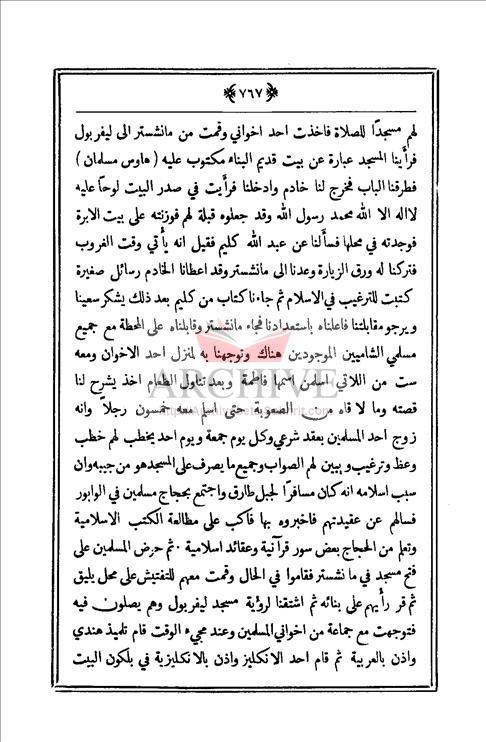 ٧٦٧
لهم مسجدًا للصلاة فاخذت احد اخواني وقمت من مانشستر الى ليفربول
فرأينا المسجد عبارة عن بيت قديم البناء مكتوب عليه ( هاوس مسلمان )
فطرقنا الباب فخرج لنا خادم وادخلنا فرأيت في صدر البيت لوحًا عليه
لااله الا الله محمد رسول الله وقد جعلوه قبلة لهم فوزنته على بيت الابرة
فوجدته في محلها فسألنا عن عبد الله كليم فقيل انه يأتي وقت الغروب
فتركنا له ورق الزيارة وعدنا الى مانشستر وقد اعطانا الخادم رسائل صغيرة
كتبت للترغيب في الاسلام ثم جاءنا كتاب من كليم بعد ذلك يشكر سعينا
ويرجو مقابلتنا فاعلناه باستعدادنا فجاء مانشستر وقابلناه على المحطة مع جميع
مسلمي الشاميين الموجودين هناك وتوجهنا به لمنزل احد الاخوان ومعه
ست من اللاتي اسلمن اسمها فاطمة وبعد تناول الطعام اخذ يشرح لنا
قصته وما لاقاه من الصعوبة حتى اسلم معه خمسون رجلاً وانه
زوج احد المسلمين بعقد شرعي وكل يوم جمعة ويوم احد يخطب لهم خطب
وعظ وترغيب ويبين لهم الصواب وجميع ما يصرف على المسجد هو من جيبه وان
سبب اسلامه انه كان مسافرًا لجبل طارق واجتمع بحجاج مسلمين في الوابور
فسالهم عن عقيدتهم فاخبروه بها فاكب على مطالعة الكتب الاسلامية
وتعلم من الحجاج بعض سور قرآنية وعقائد اسلامية ٠ ثم حرض المسلمين على
فتح مسجد في مانشستر فقاموا في الحال وقمت معهم للتفتيش على محل يليق
ثم قر رأيهم على بنائه ثم اشتقنا لرؤية مسجد ليفربول وهم يصلون فيه
فتوجهت مع جماعة من اخواني المسلمين وعند مجيء الوقت قام تلميذ هندي
واذن بالعربية ثم قام احد الانكليز واذن بالانكليزية في بلكون البيت
ARCHIVE